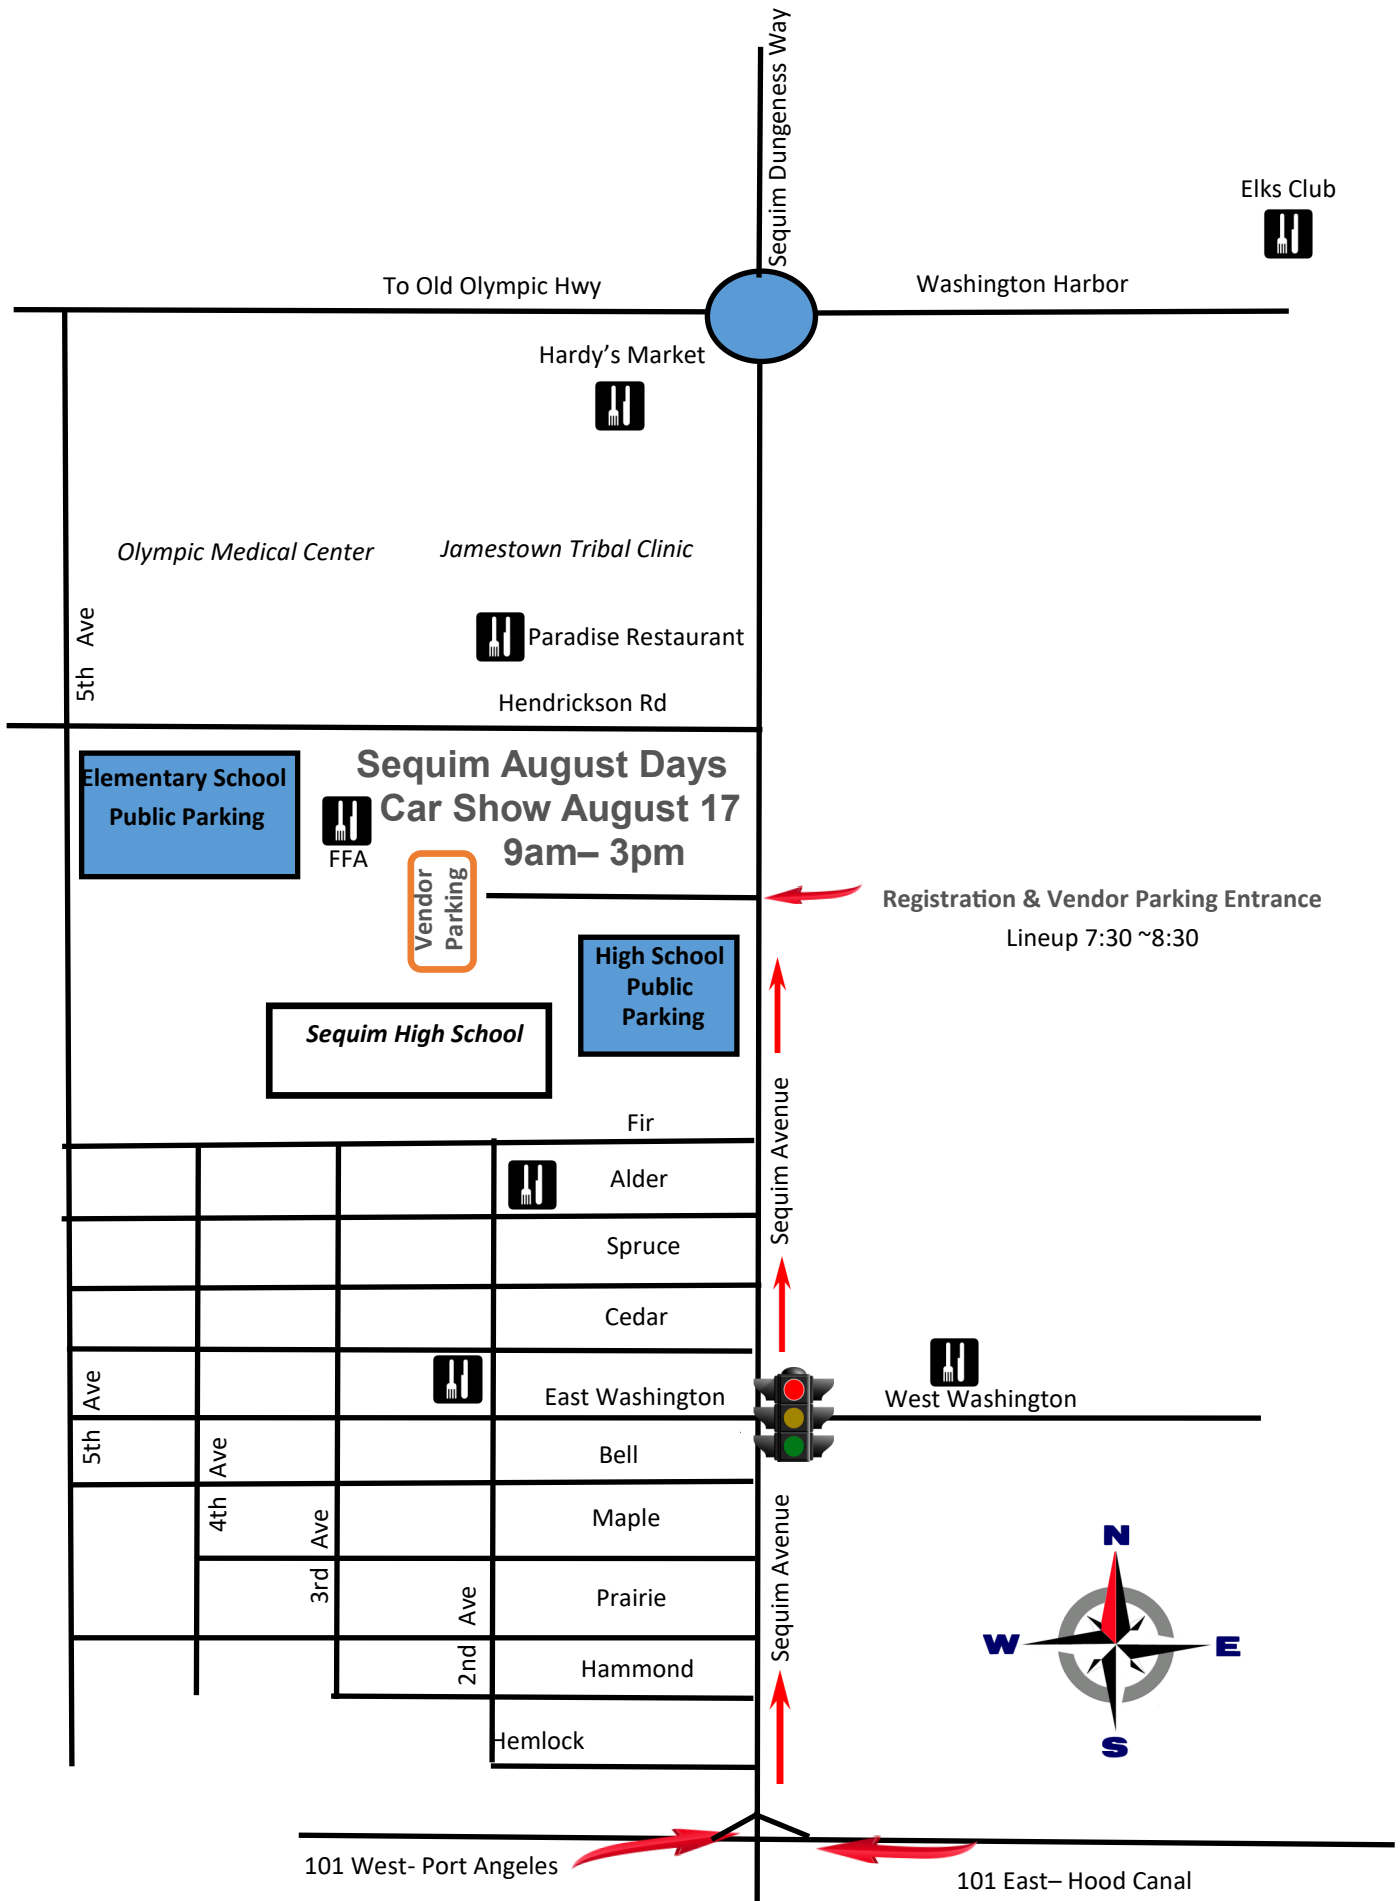 Sequim Dungeness Way
Elks Club
To Old Olympic Hwy
Washington Harbor
Hardy's Market
Olympic Medical Center
Jamestown Tribal Clinic
5th Ave
Paradise Restaurant
Hendrickson Rd
Elementary School
Public Parking
Sequim August Days
Car Show August 17
9am– 3pm
FFA
Vendor
Parking
Registration & Vendor Parking Entrance
Lineup 7:30 ~8:30
High School
Public
Parking
Sequim High School
Fir
Sequim Avenue
Alder
Spruce
Cedar
5th Ave
East Washington
West Washington
4th Ave
Bell
3rd Ave
Maple
Sequim Avenue
2nd Ave
Prairie
Hammond
Hemlock
N
W
E
S
101 West- Port Angeles
101 East– Hood Canal